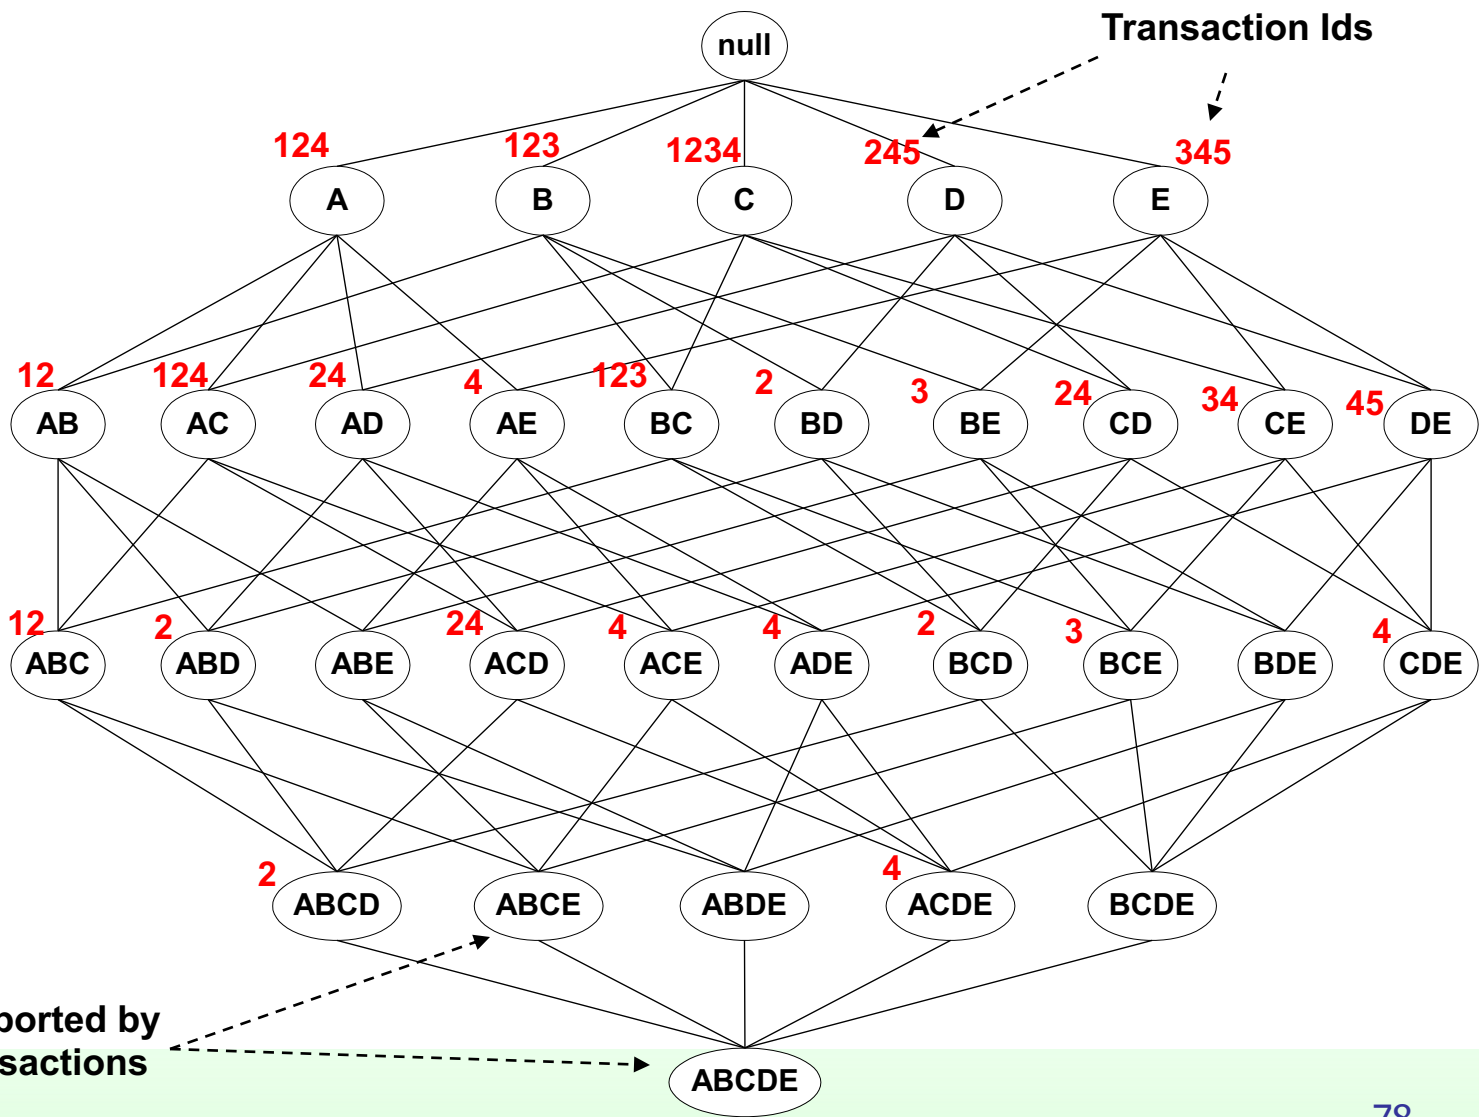 Transaction Ids
null
124 123 1234 245 345
A B C D E
12 124 24 4 123 2 3 24 34 45
AB AC AD AE BC BD BE CD CE DE
12 2 24 4 4 2 3 4
ABC ABD ABE ACD ACE ADE BCD BCE BDE CDE
2 4
ABCD ABCE ABDE ACDE BCDE
ported by
sactions
ABCDE
78